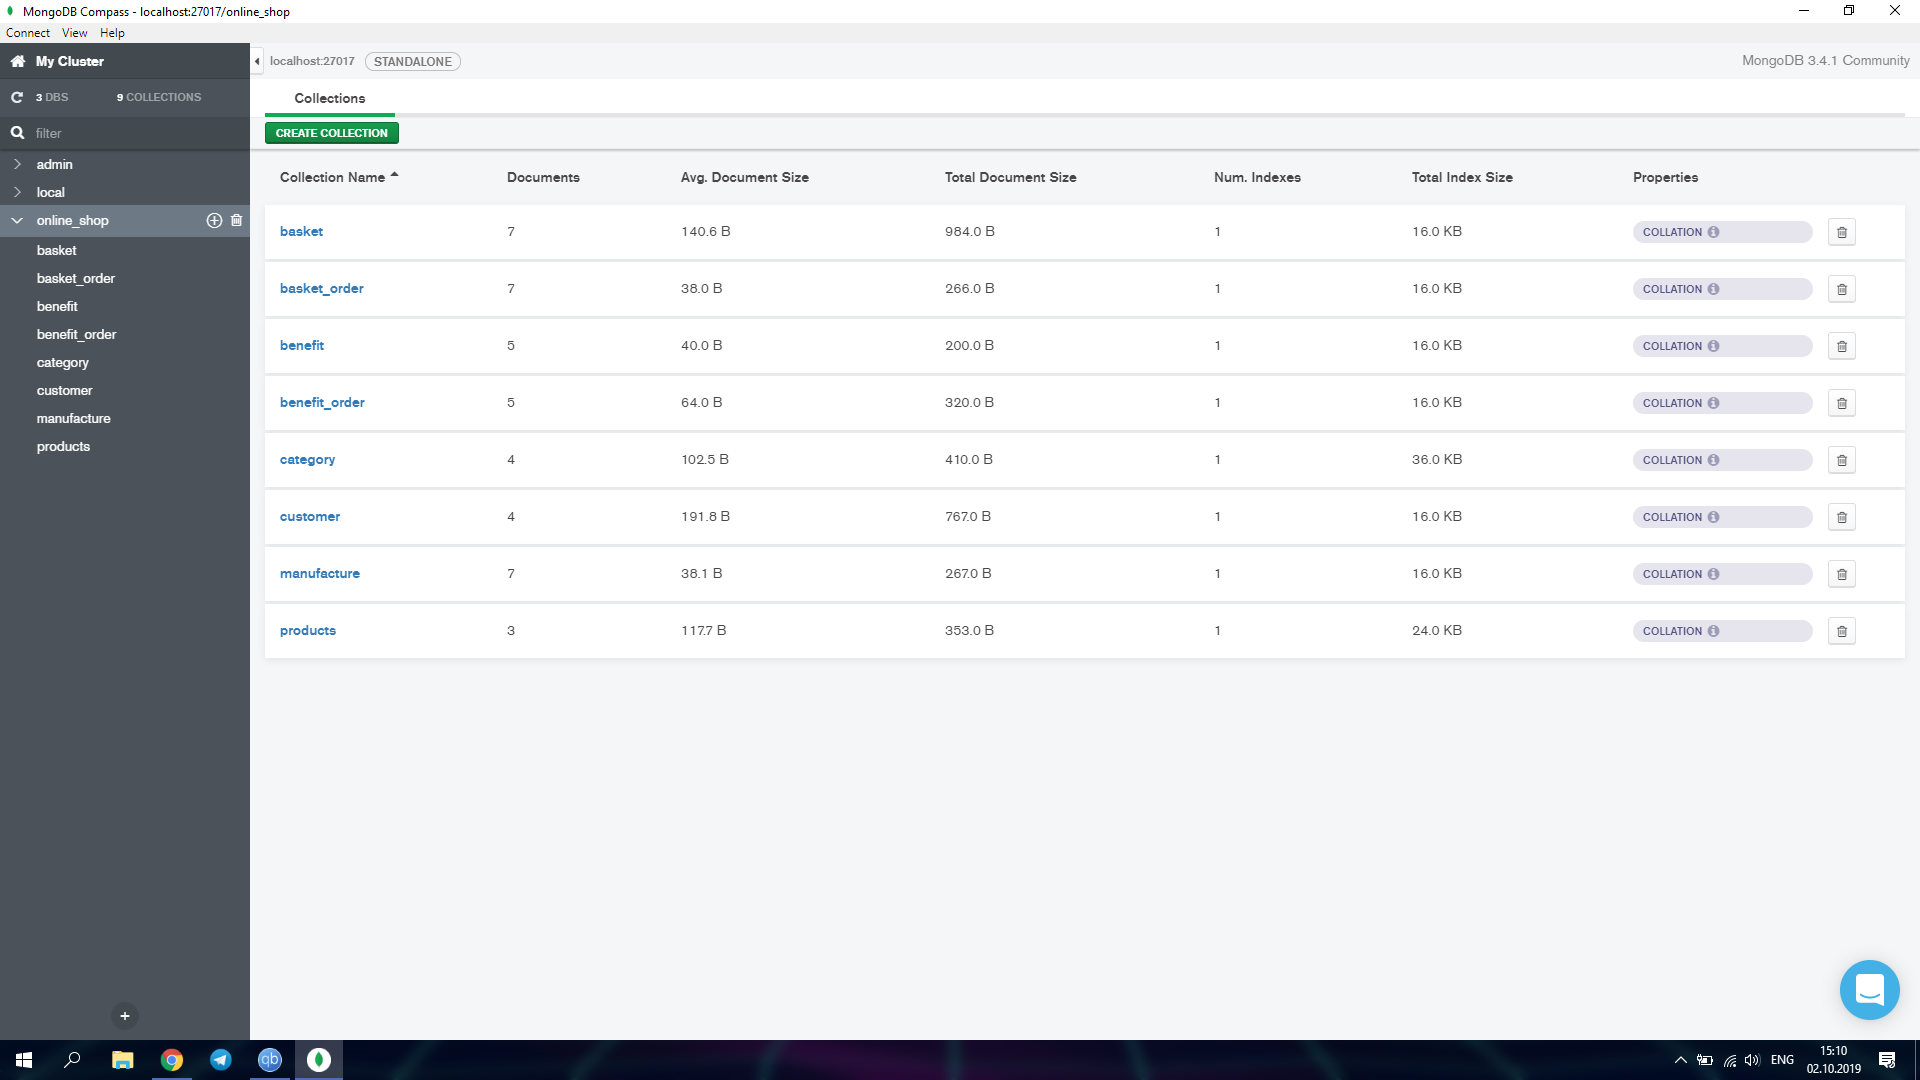 MongoDB Compass - localhost:27017/online_shop
Connect View Help
My Cluster
localhost:27017 STANDALONE
MongoDB 3.4.1 Community
3 DBS 9 COLLECTIONS
filter
admin
local
online_shop
basket
basket_order
benefit
benefit_order
category
customer
manufacture
products
Collections
CREATE COLLECTION
Collection Name Documents Avg. Document Size Total Document Size Num. Indexes Total Index Size Properties
basket 7 140.6 B 984.0 B 1 16.0 KB COLLATION
basket_order 7 38.0 B 266.0 B 1 16.0 KB COLLATION
benefit 5 40.0 B 200.0 B 1 16.0 KB COLLATION
benefit_order 5 64.0 B 320.0 B 1 16.0 KB COLLATION
category 4 102.5 B 410.0 B 1 36.0 KB COLLATION
customer 4 191.8 B 767.0 B 1 16.0 KB COLLATION
manufacture 7 38.1 B 267.0 B 1 16.0 KB COLLATION
products 3 117.7 B 353.0 B 1 24.0 KB COLLATION
qb
ENG
15:10
02.10.2019